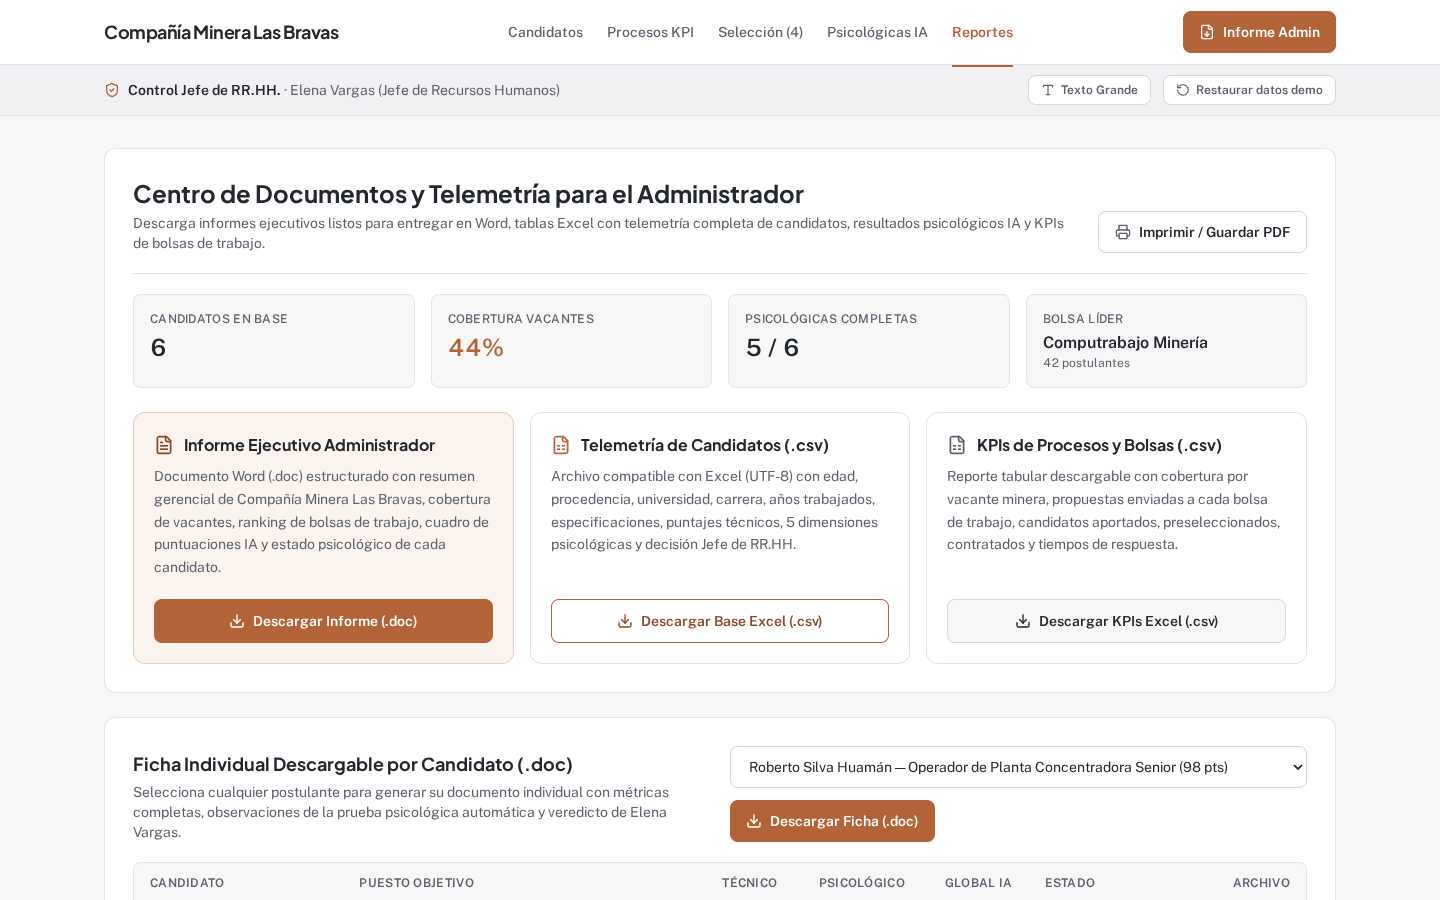 Compañía Minera Las Bravas
Candidatos
Procesos KPI
Selección (4)
Psicológicas IA
Reportes
Informe Admin
Control Jefe de RR.HH. · Elena Vargas (Jefe de Recursos Humanos)
Texto Grande
Restaurar datos demo
Centro de Documentos y Telemetría para el Administrador
Descarga informes ejecutivos listos para entregar en Word, tablas Excel con telemetría completa de candidatos, resultados psicológicos IA y KPIs
de bolsas de trabajo.
Imprimir / Guardar PDF
CANDIDATOS EN BASE
6
COBERTURA VACANTES
44%
PSICOLÓGICAS COMPLETAS
5 / 6
BOLSA LÍDER
Computrabajo Minería
42 postulantes
Informe Ejecutivo Administrador
Documento Word (.doc) estructurado con resumen
gerencial de Compañía Minera Las Bravas, cobertura
de vacantes, ranking de bolsas de trabajo, cuadro de
puntuaciones IA y estado psicológico de cada
candidato.
Descargar Informe (.doc)
Telemetría de Candidatos (.csv)
Archivo compatible con Excel (UTF-8) con edad,
procedencia, universidad, carrera, años trabajados,
especificaciones, puntajes técnicos, 5 dimensiones
psicológicas y decisión Jefe de RR.HH.
Descargar Base Excel (.csv)
KPIs de Procesos y Bolsas (.csv)
Reporte tabular descargable con cobertura por
vacante minera, propuestas enviadas a cada bolsa
de trabajo, candidatos aportados, preseleccionados,
contratados y tiempos de respuesta.
Descargar KPIs Excel (.csv)
Ficha Individual Descargable por Candidato (.doc)
Selecciona cualquier postulante para generar su documento individual con métricas
completas, observaciones de la prueba psicológica automática y veredicto de Elena
Vargas.
Roberto Silva Huamán — Operador de Planta Concentradora Senior (98 pts)
Descargar Ficha (.doc)
CANDIDATO
PUESTO OBJETIVO
TÉCNICO
PSICOLÓGICO
GLOBAL IA
ESTADO
ARCHIVO